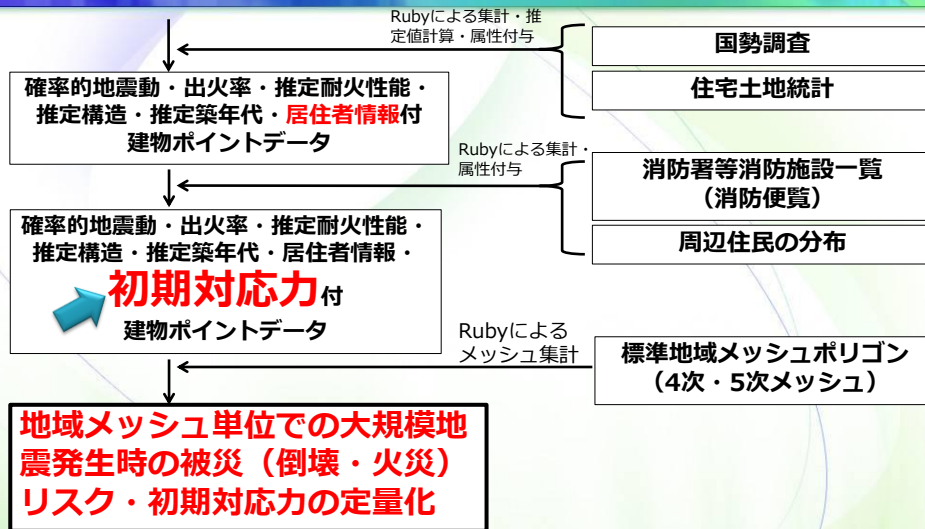 Rubyによる集計・推
定値計算・属性付与
国勢調査
住宅土地統計
確率的地震動・出火率・推定耐火性能・
推定構造・推定築年代・居住者情報付
建物ポイントデータ
Rubyによる集計・
属性付与
消防署等消防施設一覧
（消防便覧）
周辺住民の分布
確率的地震動・出火率・推定耐火性能・
推定構造・推定築年代・居住者情報・
初期対応力付
建物ポイントデータ
Rubyによる
メッシュ集計
標準地域メッシュポリゴン
（4次・5次メッシュ）
地域メッシュ単位での大規模地
震発生時の被災（倒壊・火災）
リスク・初期対応力の定量化